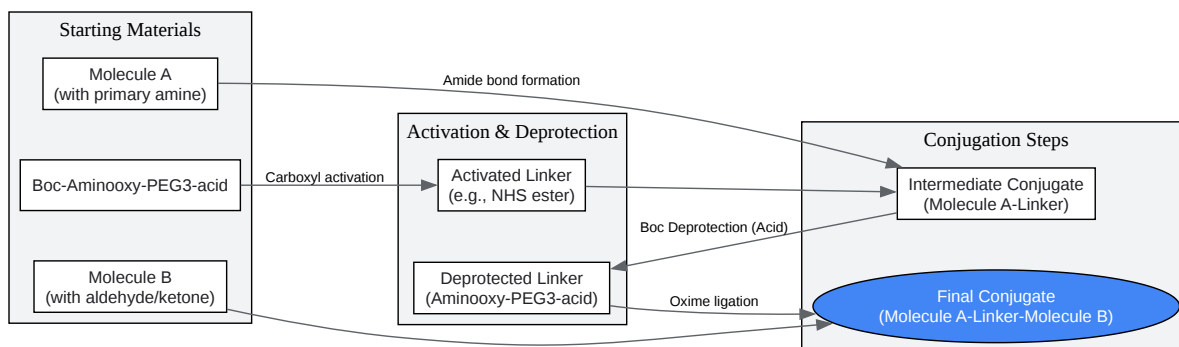 Starting Materials
Molecule A
(with primary amine)
Boc-Aminooxy-PEG3-acid
Molecule B
(with aldehyde/ketone)
Amide bond formation
Carboxyl activation
Activation & Deprotection
Activated Linker
(e.g., NHS ester)
Deprotected Linker
(Aminooxy-PEG3-acid)
Boc Deprotection (Acid)
Oxime ligation
Conjugation Steps
Intermediate Conjugate
(Molecule A-Linker)
Final Conjugate
(Molecule A-Linker-Molecule B)